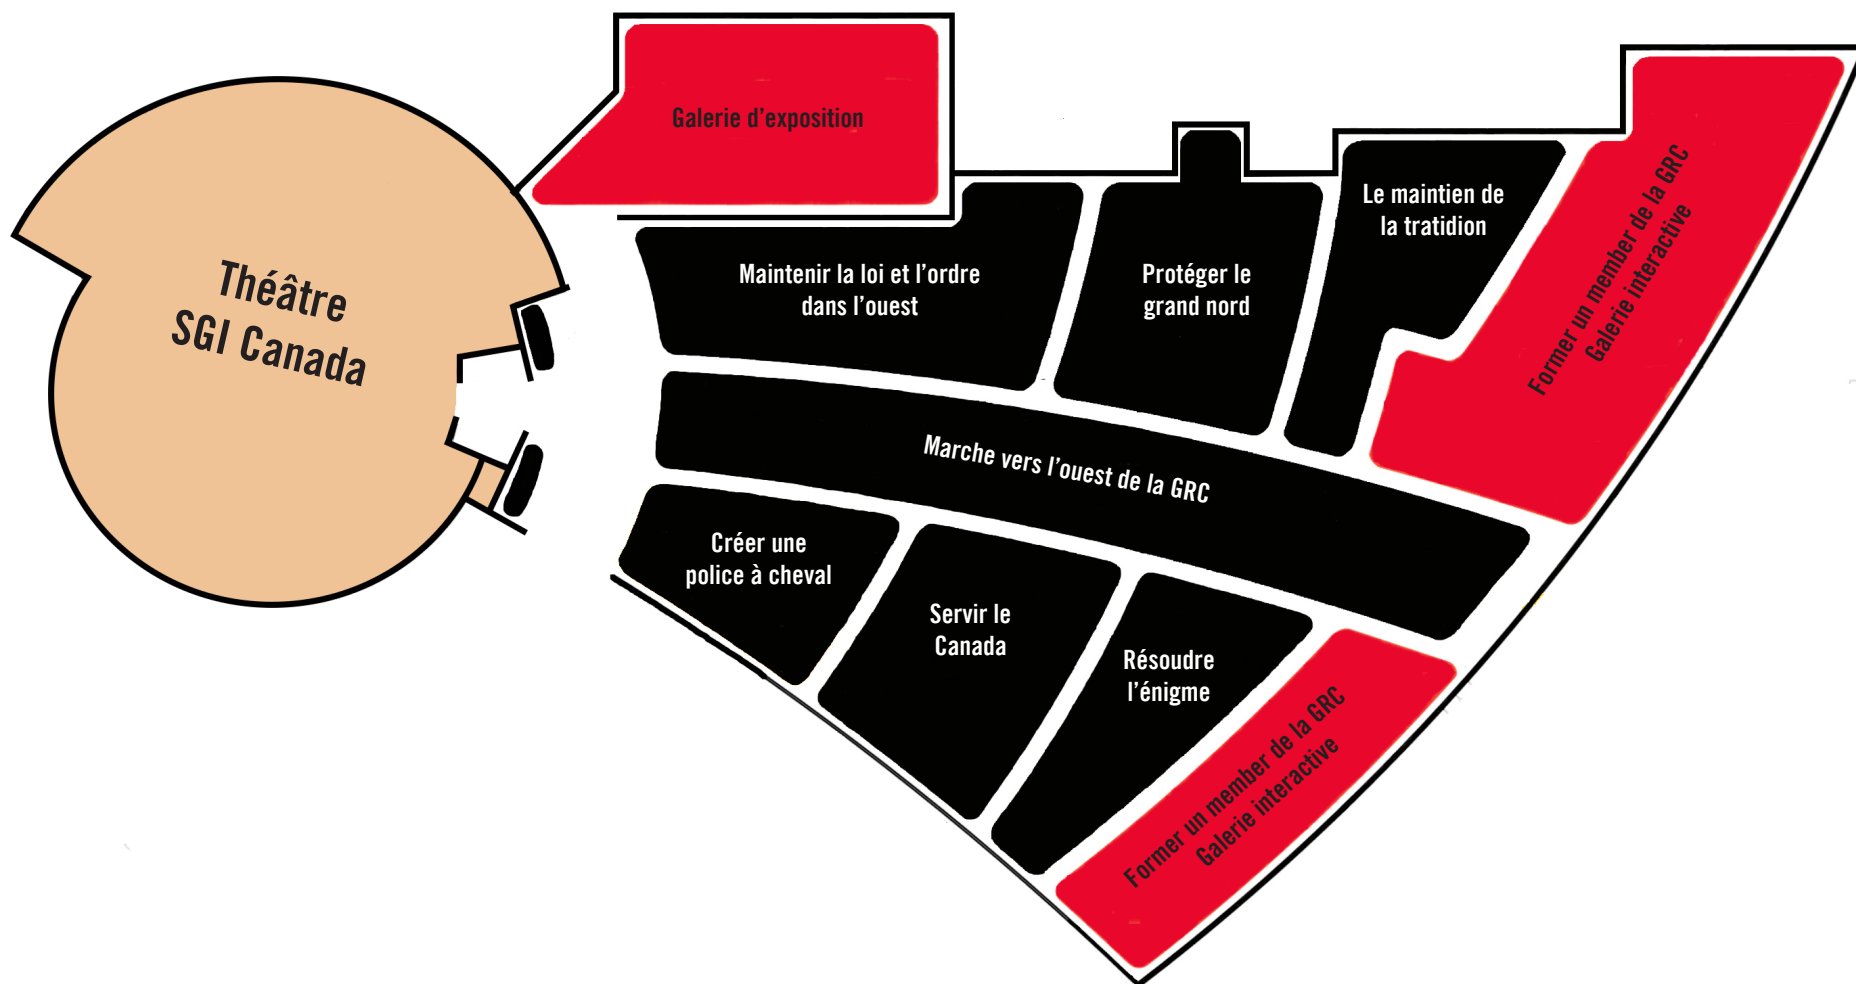 Galerie d'exposition
Théâtre
SGI Canada
Maintenir la loi et l'ordre
dans l'ouest
Protéger le
grand nord
Le maintien de
la tratidion
Former un member de la GRC
Galerie interactive
Marche vers l'ouest de la GRC
Créer une
police à cheval
Servir le
Canada
Résoudre
l'énigme
Former un member de la GRC
Galerie interactive